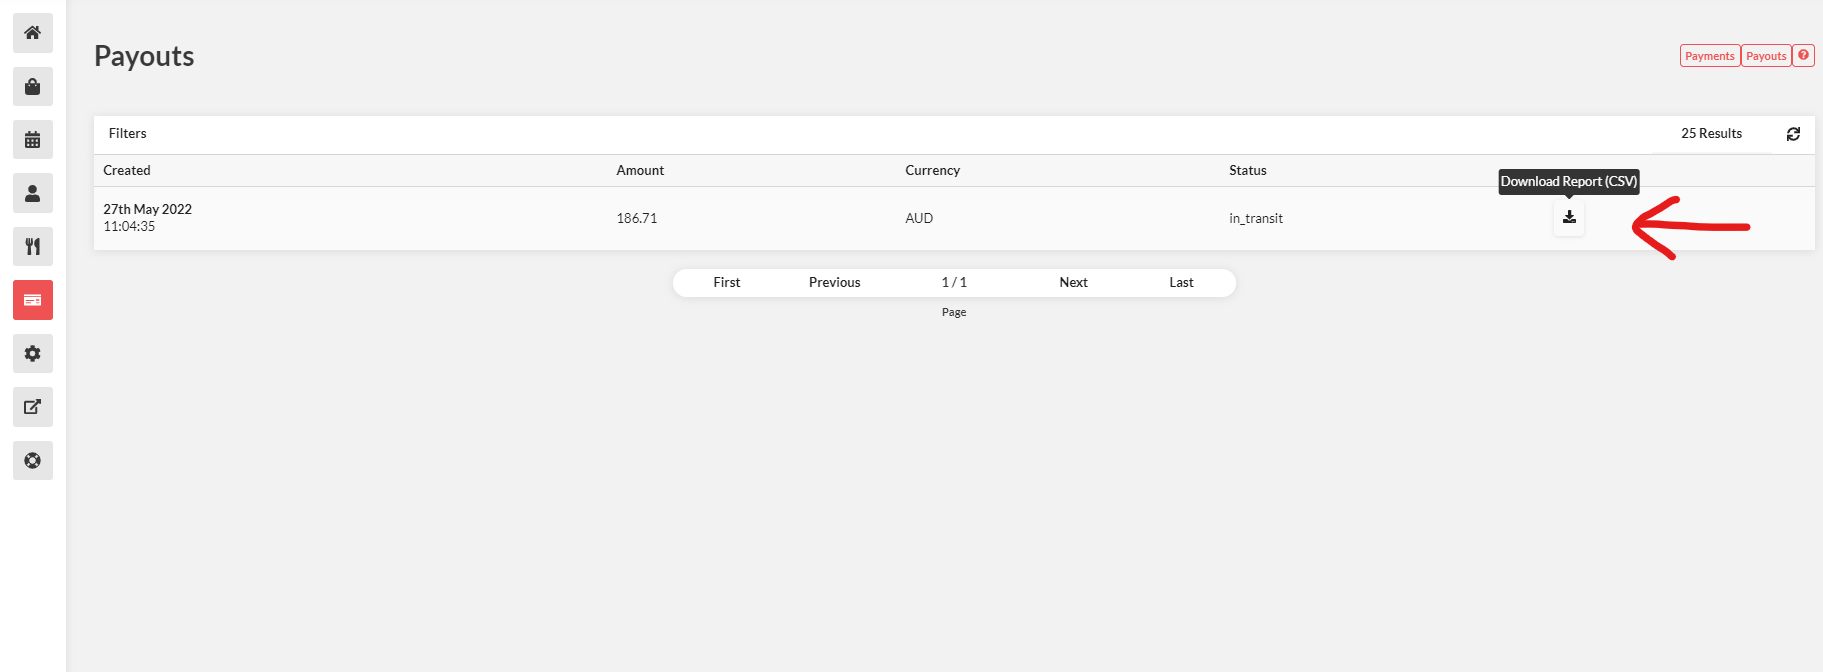 Payouts
Payments Payouts
Filters 25 Results
Created Amount Currency Status
Download Report (CSV)
27th May 2022
11:04:35 186.71 AUD in_transit
First Previous 1 / 1 Next Last
Page